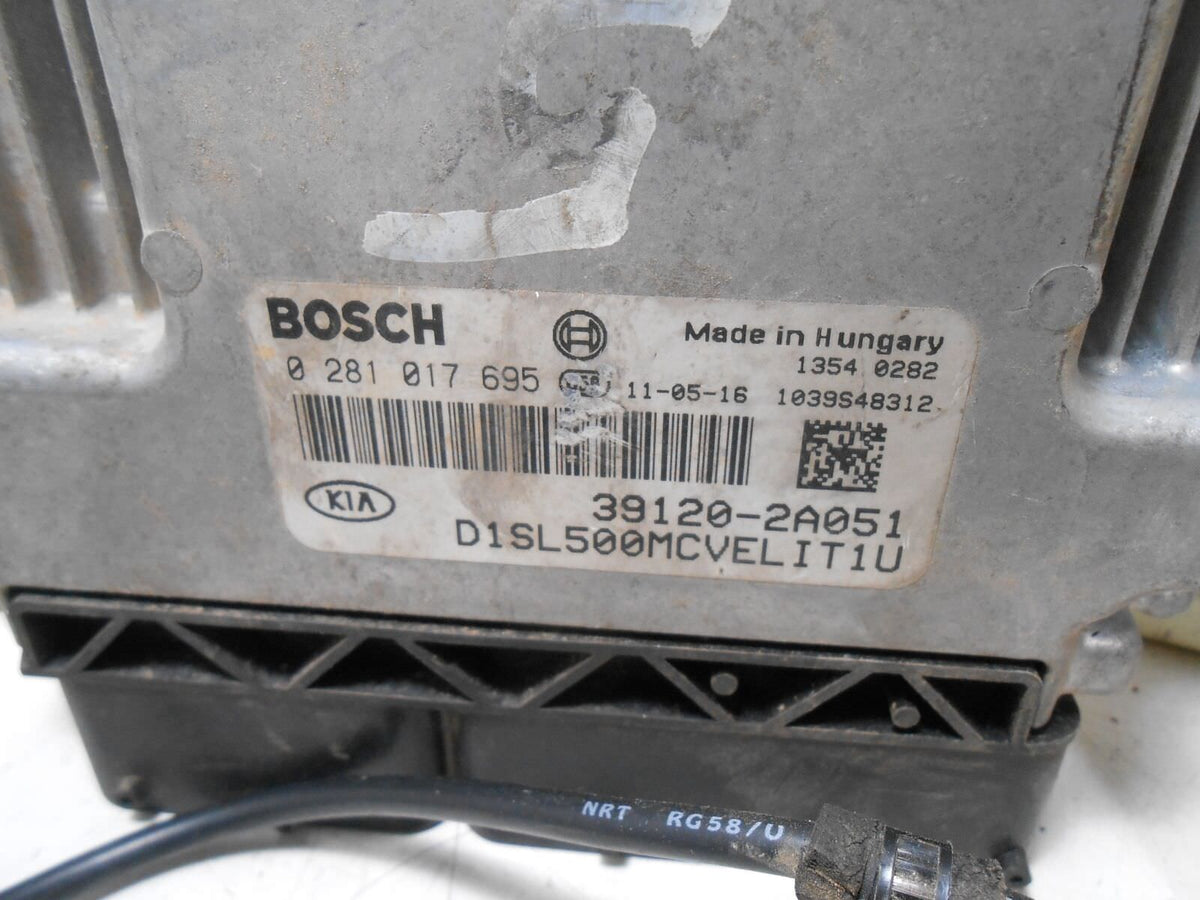 BOSCH
Made in Hungary
1354 0282
0 281 017 695
11-05-16 1039S48312
KIA
39120-2A051
D1SL500MCVELIT1U
NRT RG58/U